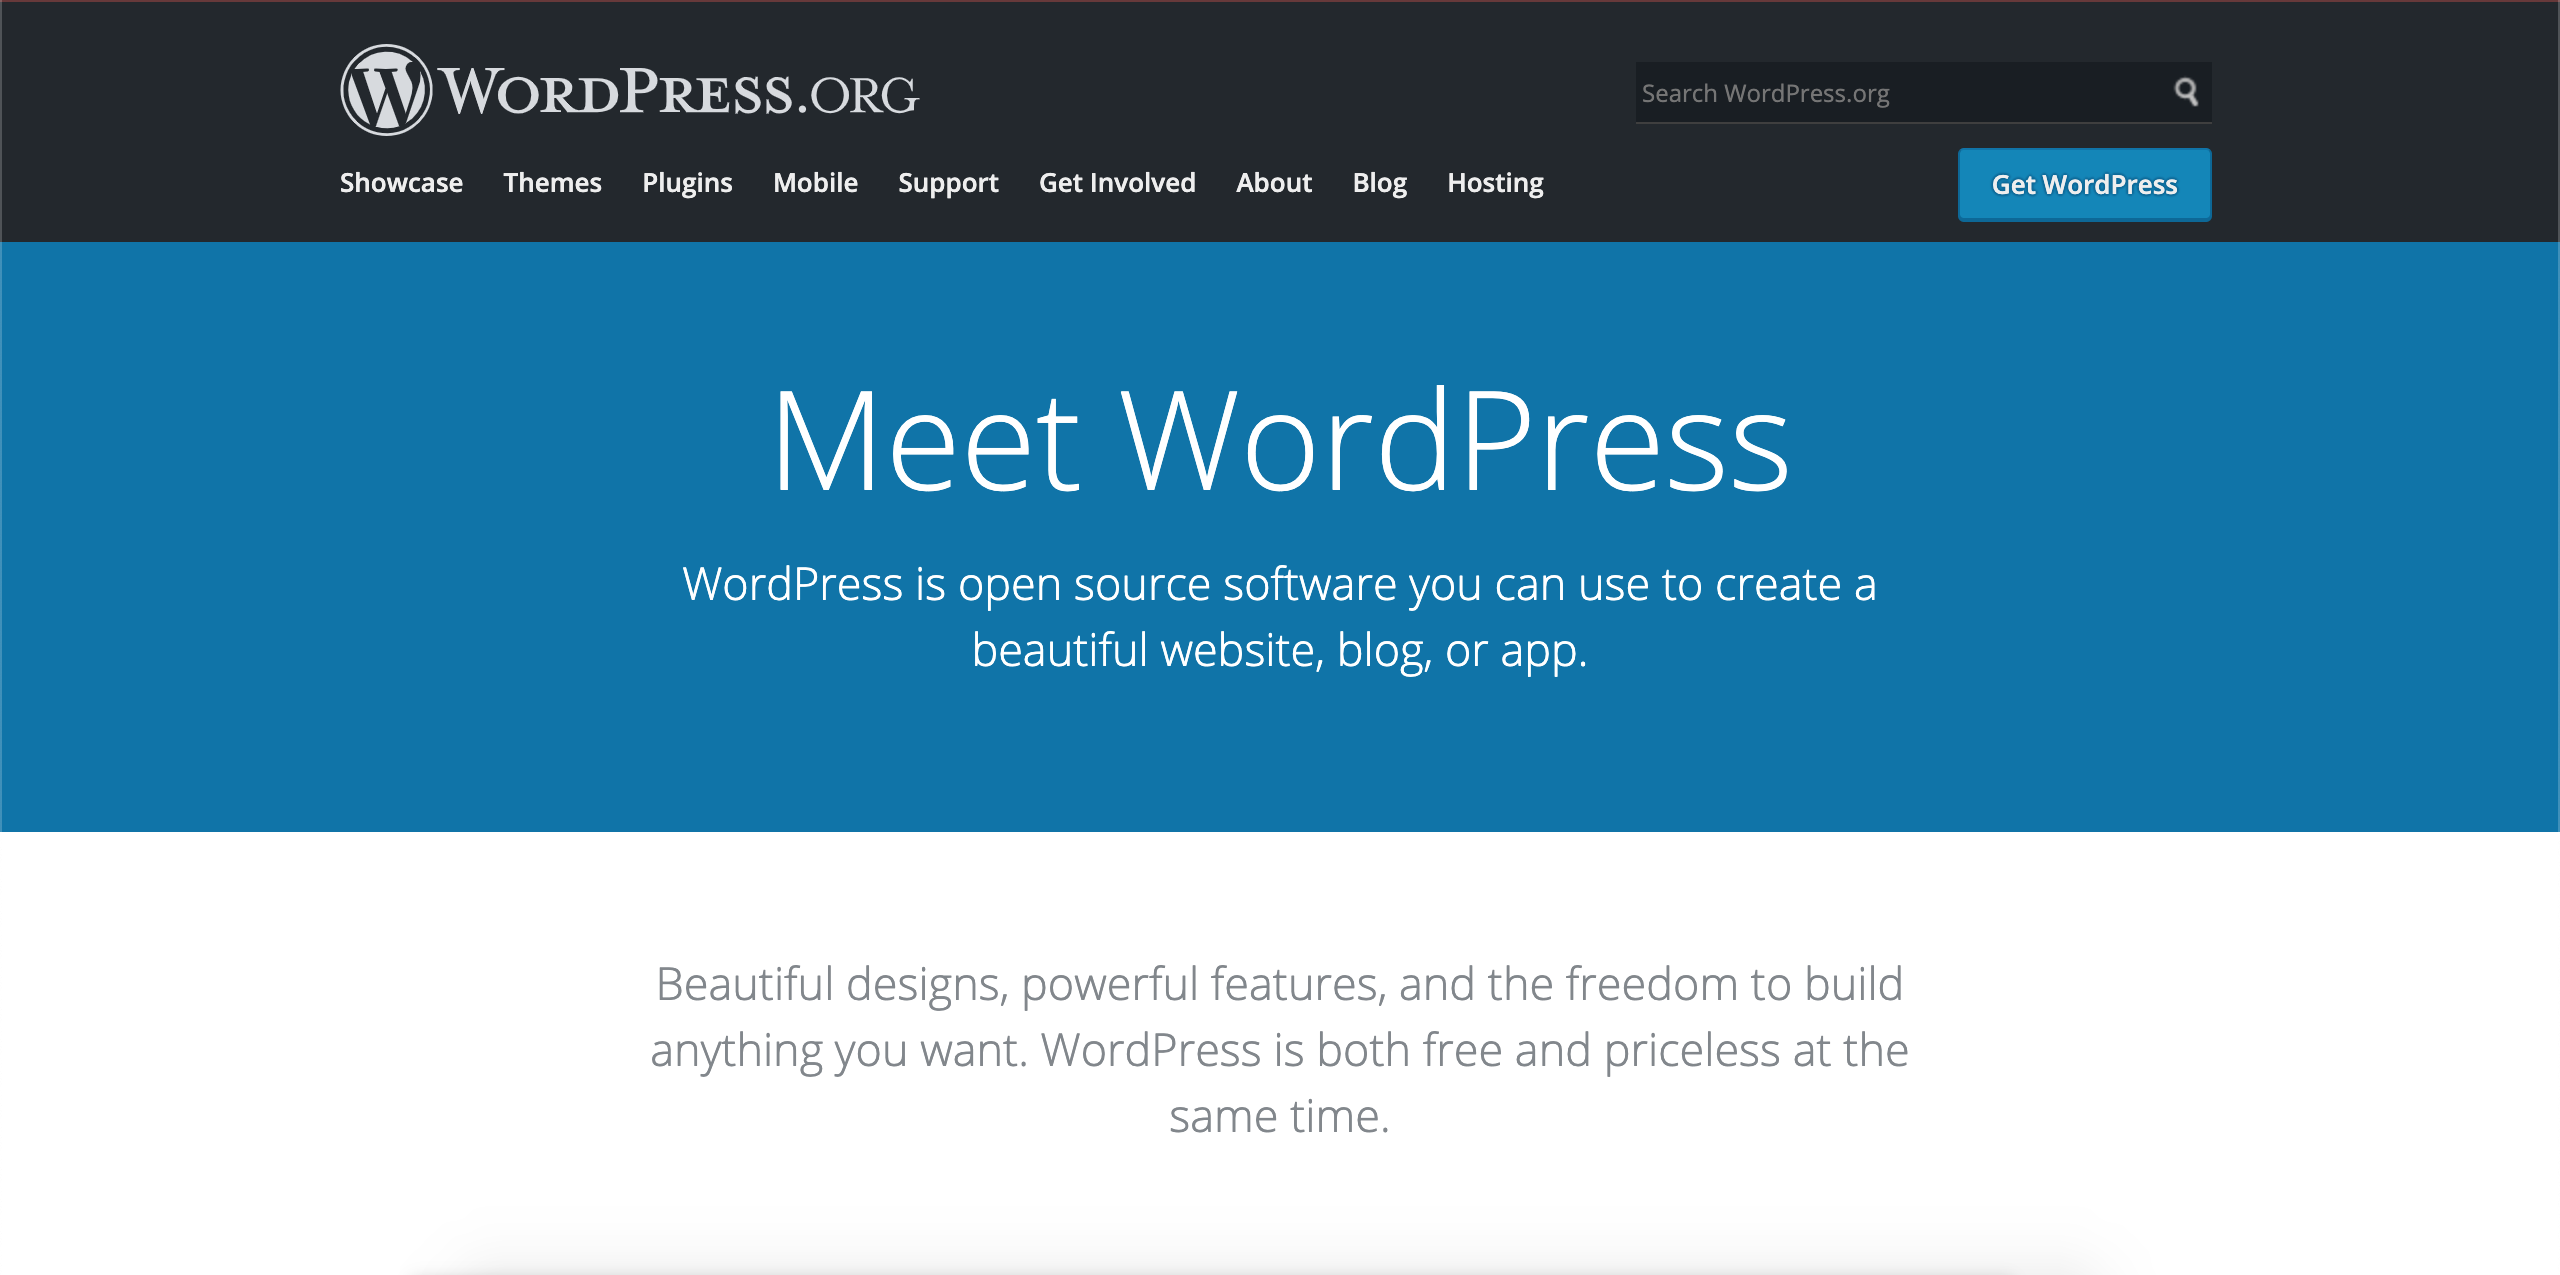 WORDPRESS.ORG
Search WordPress.org
Showcase Themes Plugins Mobile Support Get Involved About Blog Hosting
Get WordPress
Meet WordPress
WordPress is open source software you can use to create a
beautiful website, blog, or app.
Beautiful designs, powerful features, and the freedom to build
anything you want. WordPress is both free and priceless at the
same time.